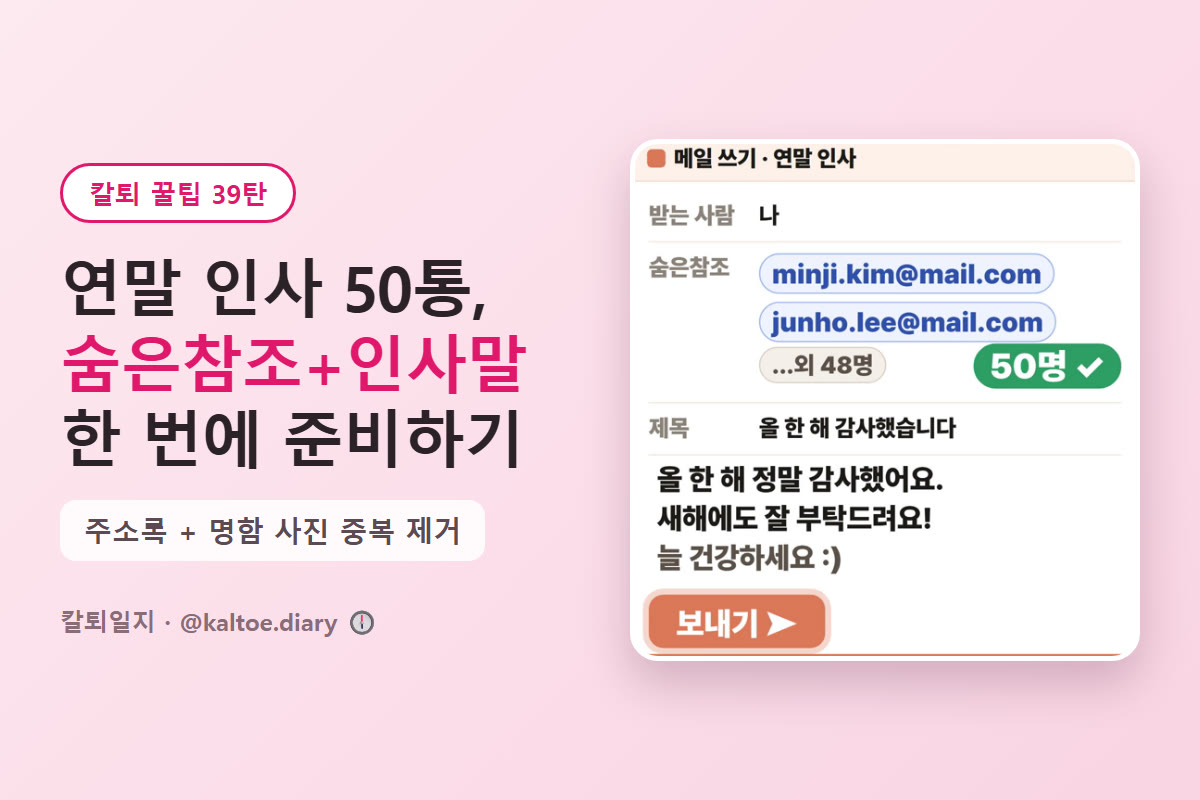 칼퇴 꿀팁 39탄
연말 인사 50통,
숨은참조+인사말
한 번에 준비하기
주소록 + 명함 사진 중복 제거
칼퇴일지 · @kaltoe.diary
메일 쓰기 · 연말 인사
받는 사람 나
숨은참조 minji.kim@mail.com
junho.lee@mail.com
...외 48명 50명 ✓
제목 올 한 해 감사했습니다
올 한 해 정말 감사했어요.
새해에도 잘 부탁드려요!
늘 건강하세요 :)
보내기 ➤